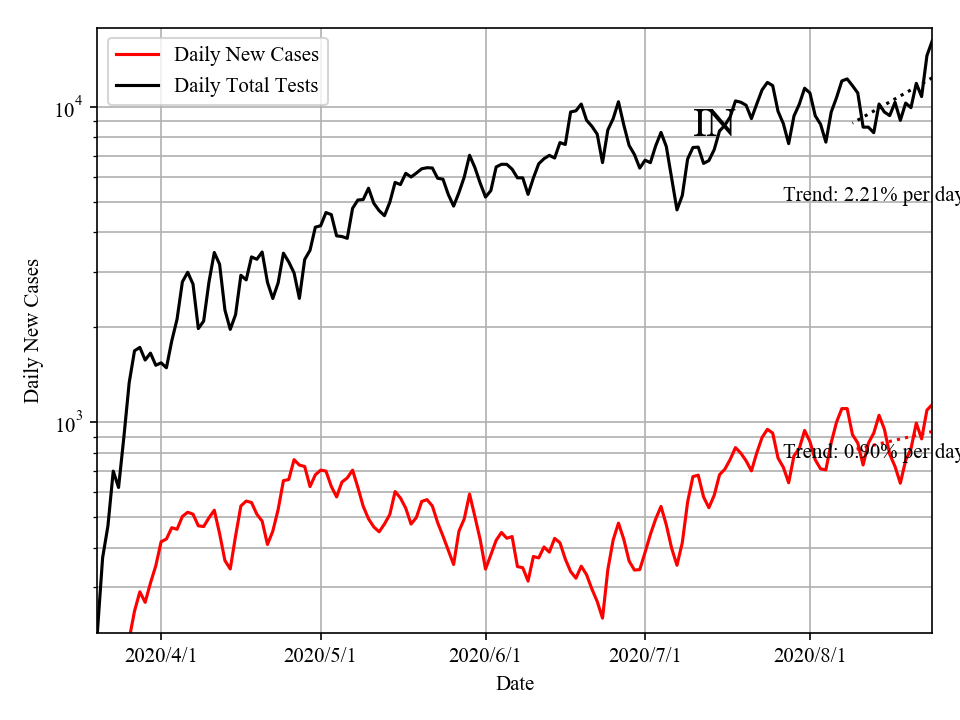 Daily New Cases
Daily Total Tests
10^4
IN
Trend: 2.21% per day
Daily New Cases
10^3
Trend: 0.90% per day
2020/4/1 2020/5/1 2020/6/1 2020/7/1 2020/8/1
Date